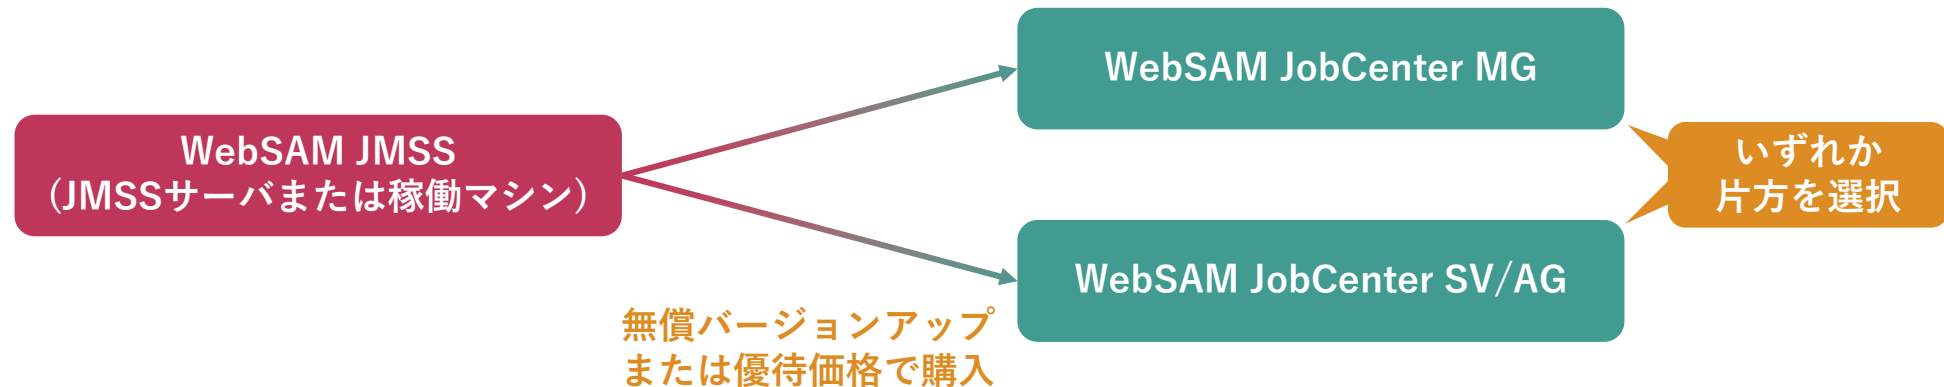 WebSAM JMSS
（JMSSサーバまたは稼働マシン）
WebSAM JobCenter MG
WebSAM JobCenter SV/AG
いずれか
片方を選択
無償バージョンアップ
または優待価格で購入